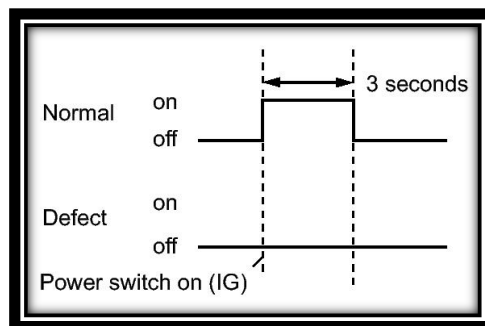 3 seconds
Normal
on
off
Defect
on
off
Power switch on (IG)